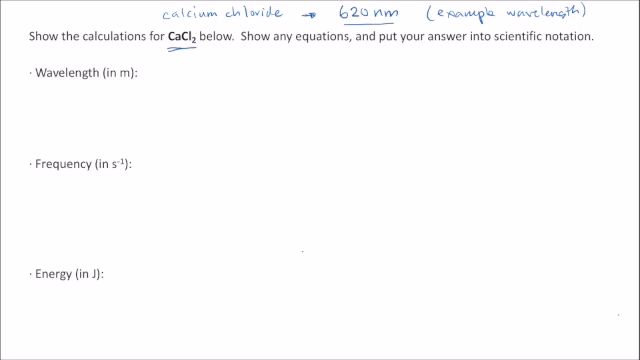 calcium chloride → 620 nm (example wavelength)
Show the calculations for CaCl₂ below. Show any equations, and put your answer into scientific notation.
· Wavelength (in m):
· Frequency (in s⁻¹):
· Energy (in J):